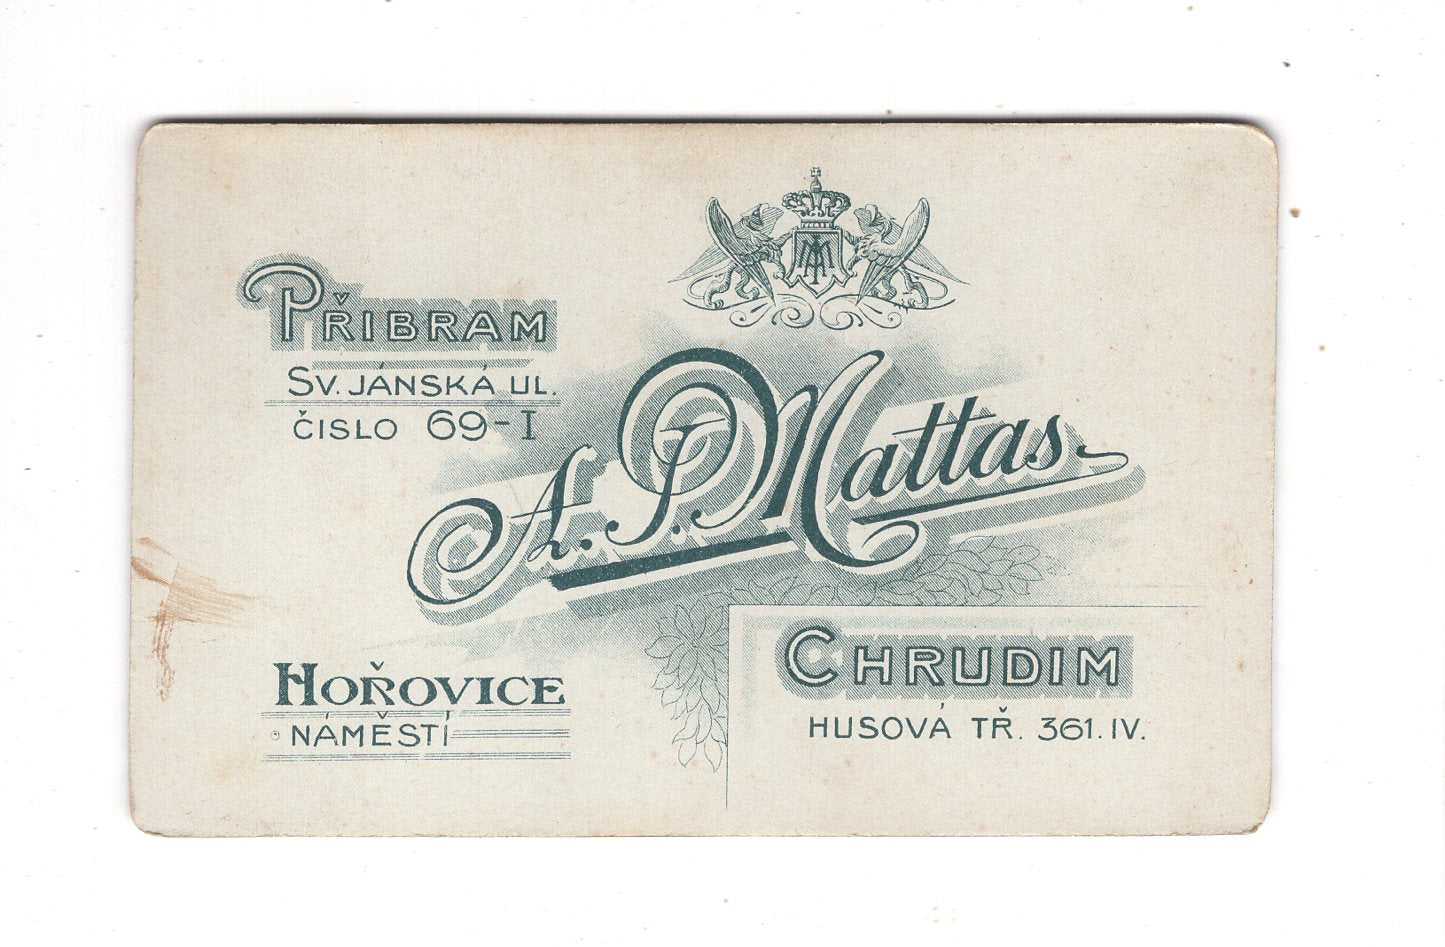 PŘIBRAM
SV. JÁNSKÁ UL.
ČISLO 69-I
A. J. Mattas
HOŘOVICE
NÁMĚSTÍ
CHRUDIM
HUSOVÁ TŘ. 361. IV.